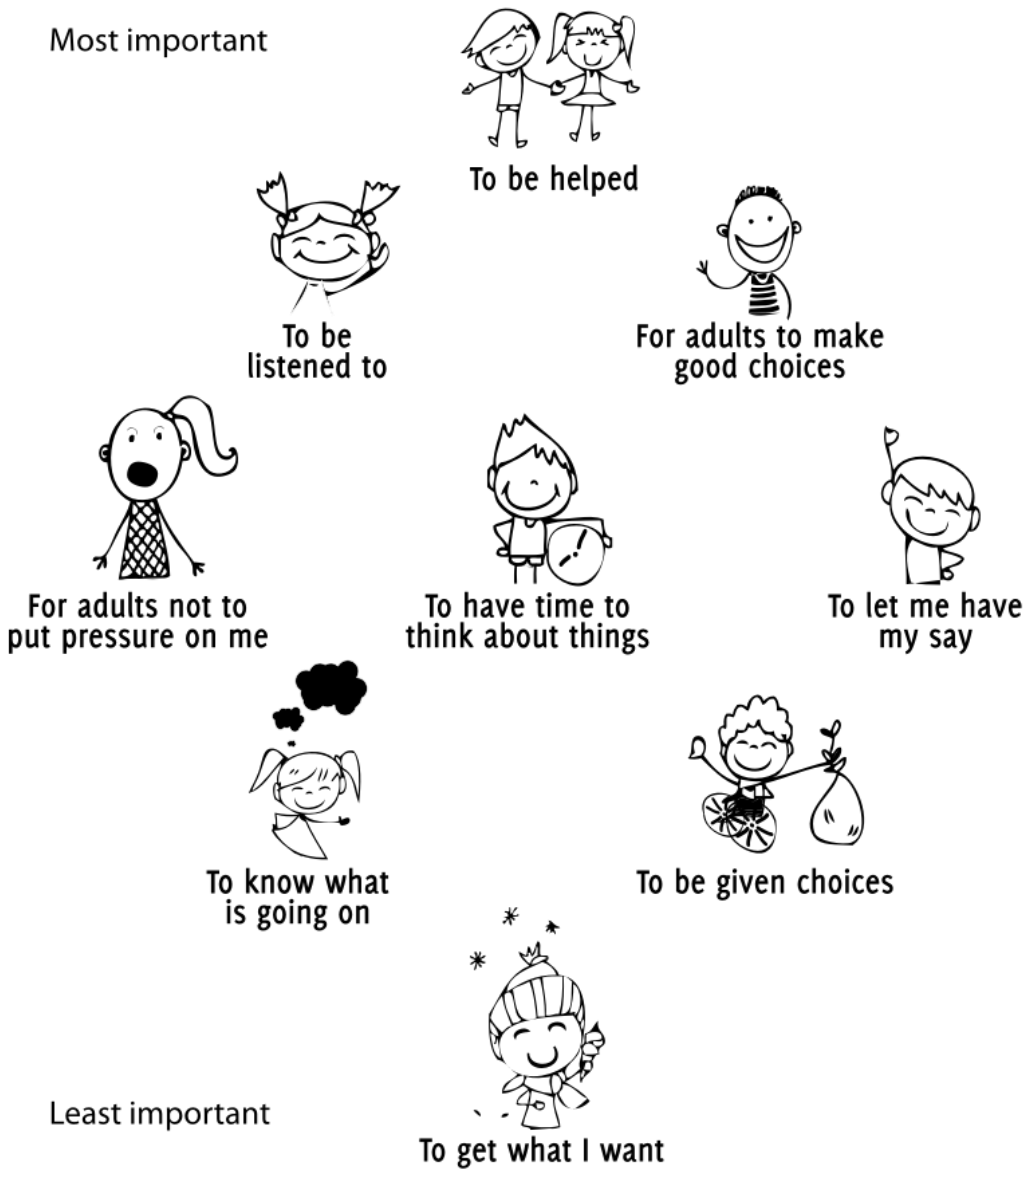 Most important
To be helped
To be
listened to
For adults to make
good choices
For adults not to
put pressure on me
To have time to
think about things
To let me have
my say
To know what
is going on
To be given choices
Least important
To get what I want